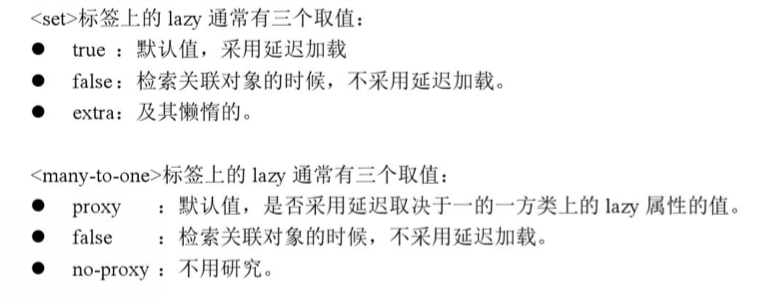 <set>标签上的 lazy 通常有三个取值：
● true ：默认值，采用延迟加载
● false：检索关联对象的时候，不采用延迟加载。
● extra：及其懒惰的。
<many-to-one>标签上的 lazy 通常有三个取值：
● proxy ：默认值，是否采用延迟取决于一的一方类上的 lazy 属性的值。
● false ：检索关联对象的时候，不采用延迟加载。
● no-proxy ：不用研究。